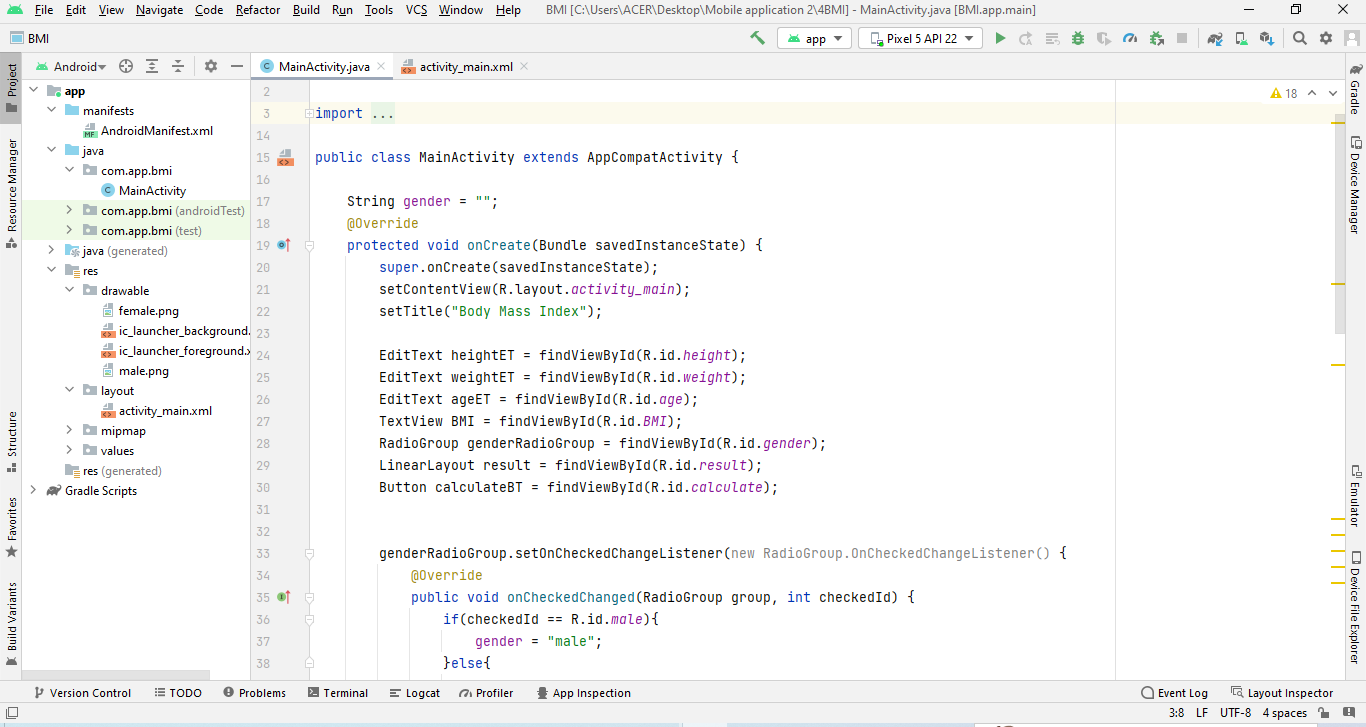 File Edit View Navigate Code Refactor Build Run Tools VCS Window Help BMI [C:\Users\ACER\Desktop\Mobile application 2\4BMI] - MainActivity.java [BMI.app.main]
BMI app Pixel 5 API 22
Project
Resource Manager
Structure
Favorites
Build Variants
Android
app
manifests
AndroidManifest.xml
java
com.app.bmi
MainActivity
com.app.bmi (androidTest)
com.app.bmi (test)
java (generated)
res
drawable
female.png
ic_launcher_background.
ic_launcher_foreground.x
male.png
layout
activity_main.xml
mipmap
values
res (generated)
Gradle Scripts
MainActivity.java activity_main.xml
18
2
3 import ...
14
15 public class MainActivity extends AppCompatActivity {
16
17 String gender = "";
18 @Override
19 protected void onCreate(Bundle savedInstanceState) {
20 super.onCreate(savedInstanceState);
21 setContentView(R.layout.activity_main);
22 setTitle("Body Mass Index");
23
24 EditText heightET = findViewById(R.id.height);
25 EditText weightET = findViewById(R.id.weight);
26 EditText ageET = findViewById(R.id.age);
27 TextView BMI = findViewById(R.id.BMI);
28 RadioGroup genderRadioGroup = findViewById(R.id.gender);
29 LinearLayout result = findViewById(R.id.result);
30 Button calculateBT = findViewById(R.id.calculate);
31
32
33 genderRadioGroup.setOnCheckedChangeListener(new RadioGroup.OnCheckedChangeListener() {
34 @Override
35 public void onCheckedChanged(RadioGroup group, int checkedId) {
36 if(checkedId == R.id.male){
37 gender = "male";
38 }else{
Gradle
Device Manager
Emulator
Device File Explorer
Version Control TODO Problems Terminal Logcat Profiler App Inspection Event Log Layout Inspector
3:8 LF UTF-8 4 spaces